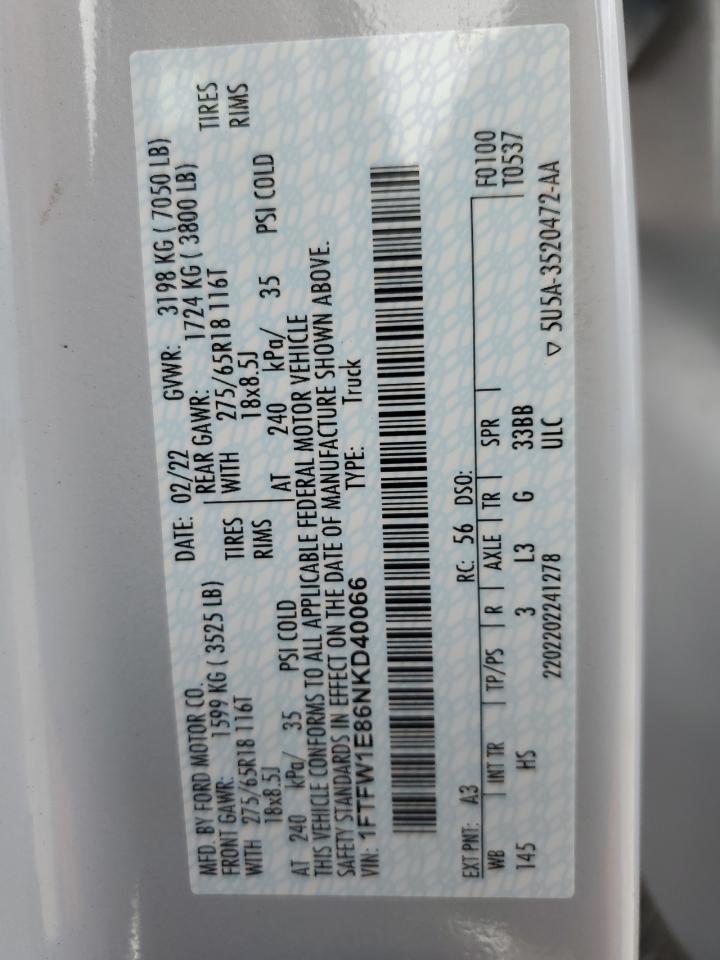 MFD. BY FORD MOTOR CO.
DATE: 02/22 GVWR: 3198 KG ( 7050 LB)
FRONT GAWR: 1599 KG ( 3525 LB) REAR GAWR: 1724 KG ( 3800 LB)
WITH 275/65R18 116T TIRES WITH 275/65R18 116T TIRES
18x8.5J RIMS 18x8.5J RIMS
AT 240 kPa/ 35 PSI COLD AT 240 kPa/ 35 PSI COLD
THIS VEHICLE CONFORMS TO ALL APPLICABLE FEDERAL MOTOR VEHICLE
SAFETY STANDARDS IN EFFECT ON THE DATE OF MANUFACTURE SHOWN ABOVE.
VIN: 1FTFW1E86NKD40066 TYPE: Truck
EXT PNT: A3 RC: 56 DSO: F0100
WB INT TR TP/PS R AXLE TR SPR T0537
145 HS 3 L3 G 33BB
2202202241278 ULC ▽ 5U5A-3520472-AA